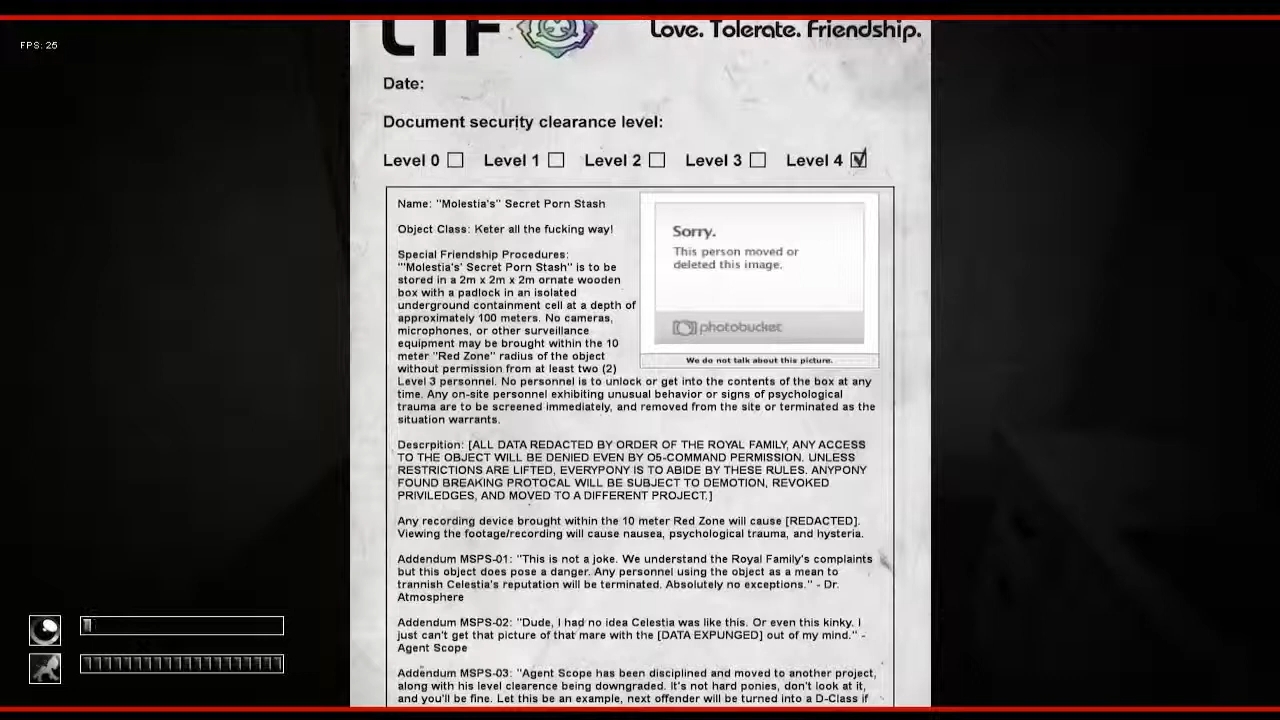 LTF Love. Tolerate. Friendship.
FPS: 25
Date:
Document security clearance level:
Level 0 Level 1 Level 2 Level 3 Level 4
Name: "Molestia's" Secret Porn Stash
Object Class: Keter all the fucking way!
Special Friendship Procedures:
"'Molestia's' Secret Porn Stash" is to be
stored in a 2m x 2m x 2m ornate wooden
box with a padlock in an isolated
underground containment cell at a depth of
approximately 100 meters. No cameras,
microphones, or other surveillance
equipment may be brought within the 10
meter "Red Zone" radius of the object
without permission from at least two (2)
Sorry.
This person moved or
deleted this image.
photobucket
We do not talk about this picture.
Level 3 personnel. No personnel is to unlock or get into the contents of the box at any
time. Any on-site personnel exhibiting unusual behavior or signs of psychological
trauma are to be screened immediately, and removed from the site or terminated as the
situation warrants.
Descrpition: [ALL DATA REDACTED BY ORDER OF THE ROYAL FAMILY, ANY ACCESS
TO THE OBJECT WILL BE DENIED EVEN BY O5-COMMAND PERMISSION. UNLESS
RESTRICTIONS ARE LIFTED, EVERYPONY IS TO ABIDE BY THESE RULES. ANYPONY
FOUND BREAKING PROTOCAL WILL BE SUBJECT TO DEMOTION, REVOKED
PRIVILEDGES, AND MOVED TO A DIFFERENT PROJECT.]
Any recording device brought within the 10 meter Red Zone will cause [REDACTED].
Viewing the footage/recording will cause nausea, psychological trauma, and hysteria.
Addendum MSPS-01: "This is not a joke. We understand the Royal Family's complaints
but this object does pose a danger. Any personnel using the object as a mean to
trannish Celestia's reputation will be terminated. Absolutely no exceptions." - Dr.
Atmosphere
Addendum MSPS-02: "Dude, I had no idea Celestia was like this. Or even this kinky. I
just can't get that picture of that mare with the [DATA EXPUNGED] out of my mind." -
Agent Scope
Addendum MSPS-03: "Agent Scope has been disciplined and moved to another project,
along with his level clearence being downgraded. It's not hard ponies, don't look at it,
and you'll be fine. Let this be an example, next offender will be turned into a D-Class if